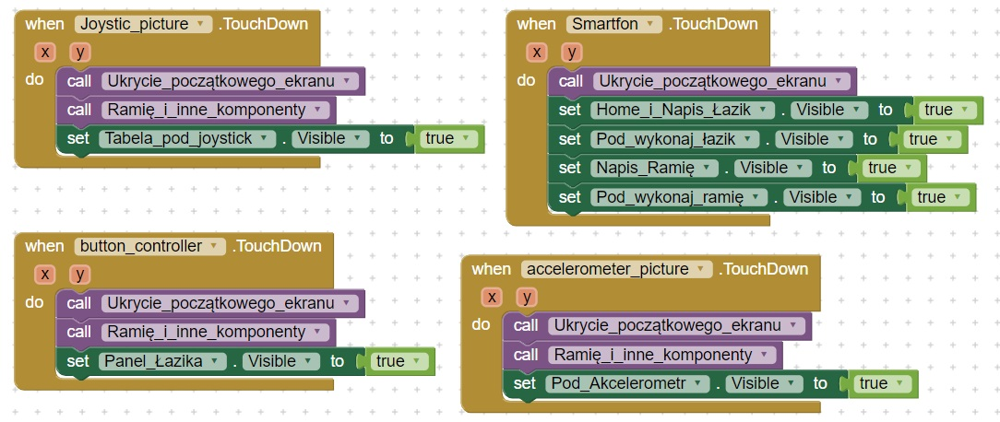 when Joystic_picture .TouchDown
x y
do call Ukrycie_początkowego_ekranu
call Ramię_i_inne_komponenty
set Tabela_pod_joystick . Visible to true
when Smartfon .TouchDown
x y
do call Ukrycie_początkowego_ekranu
set Home_i_Napis_Łazik . Visible to true
set Pod_wykonaj_łazik . Visible to true
set Napis_Ramię . Visible to true
set Pod_wykonaj_ramię . Visible to true
when button_controller .TouchDown
x y
do call Ukrycie_początkowego_ekranu
call Ramię_i_inne_komponenty
set Panel_Łazika . Visible to true
when accelerometer_picture .TouchDown
x y
do call Ukrycie_początkowego_ekranu
call Ramię_i_inne_komponenty
set Pod_Akcelerometr . Visible to true